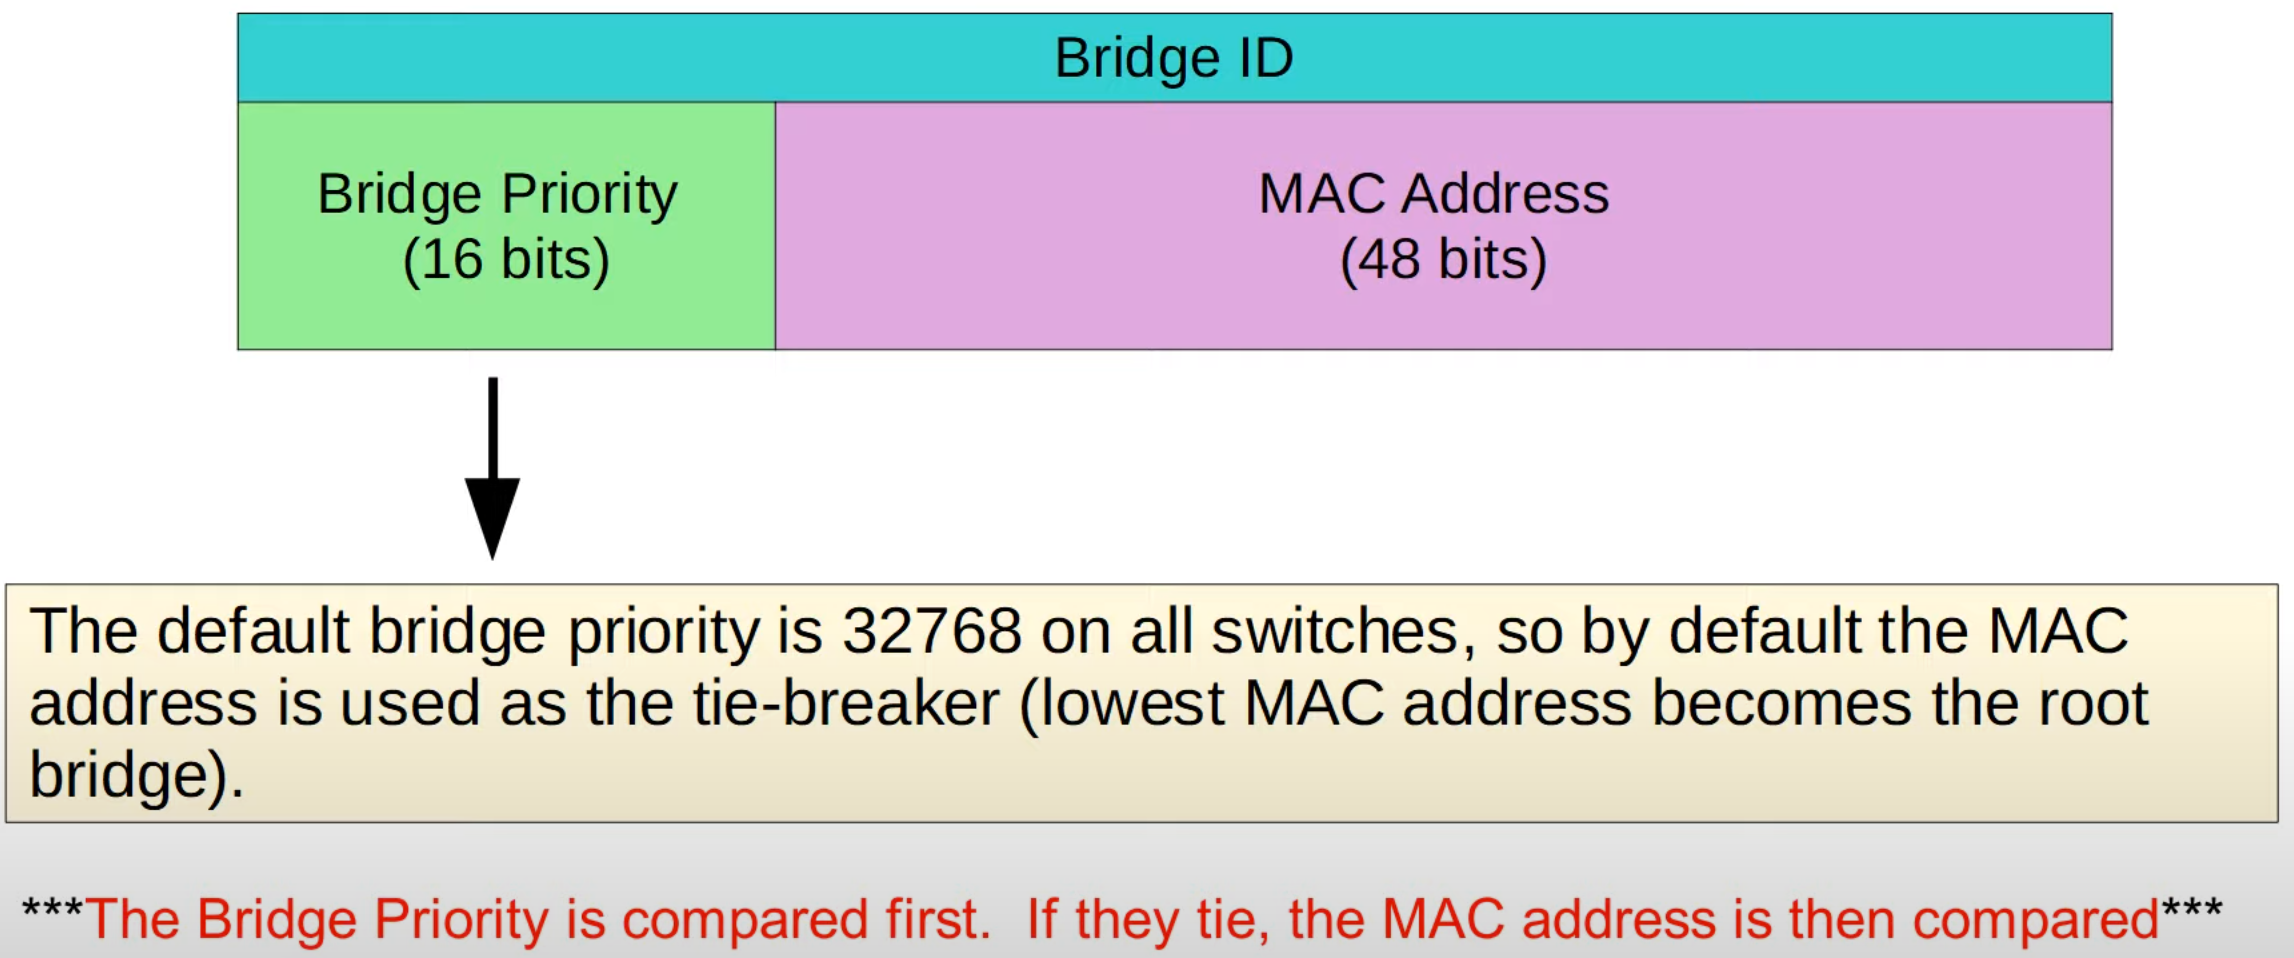 Bridge ID
Bridge Priority
(16 bits)
MAC Address
(48 bits)
The default bridge priority is 32768 on all switches, so by default the MAC
address is used as the tie-breaker (lowest MAC address becomes the root
bridge).
***The Bridge Priority is compared first.  If they tie, the MAC address is then compared***